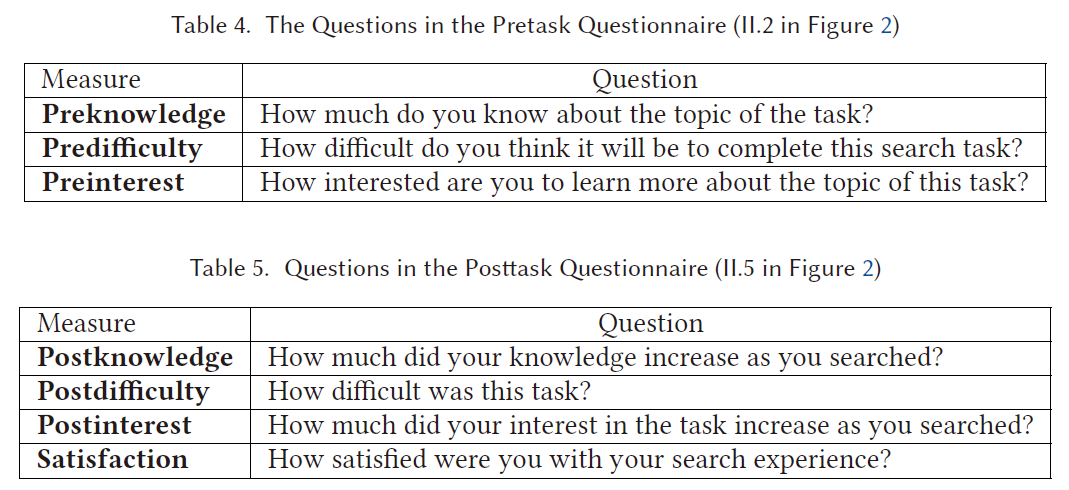 Table 4. The Questions in the Pretask Questionnaire (II.2 in Figure 2)
Measure Question
Preknowledge How much do you know about the topic of the task?
Predifficulty How difficult do you think it will be to complete this search task?
Preinterest How interested are you to learn more about the topic of this task?
Table 5. Questions in the Posttask Questionnaire (II.5 in Figure 2)
Measure Question
Postknowledge How much did your knowledge increase as you searched?
Postdifficulty How difficult was this task?
Postinterest How much did your interest in the task increase as you searched?
Satisfaction How satisfied were you with your search experience?